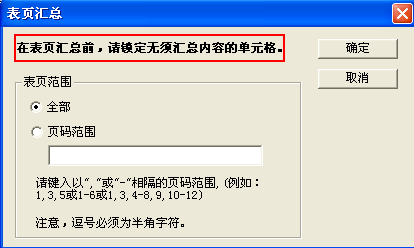 表页汇总
在表页汇总前，请锁定无须汇总内容的单元格。
确定
取消
表页范围
全部
页码范围
请键入以","或"-"相隔的页码范围,（例如：
1,3,5或1-6或1,3,4-8,9,10-12）
注意，逗号必须为半角字符。